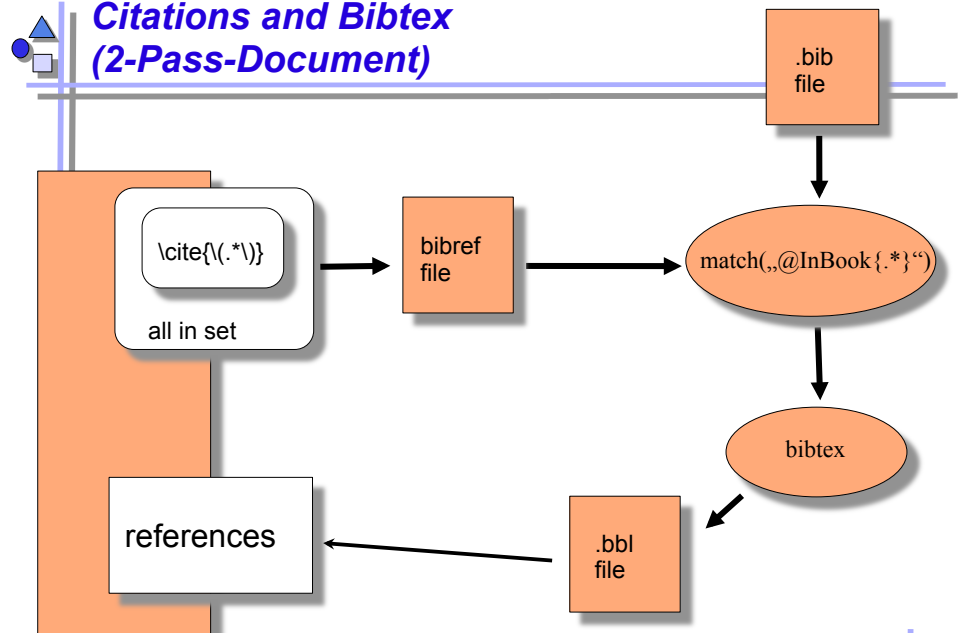 Citations and Bibtex
(2-Pass-Document)
.bib
file
\cite{\(.*\)}
all in set
bibref
file
match(„@InBook{.*}“)
bibtex
.bbl
file
references